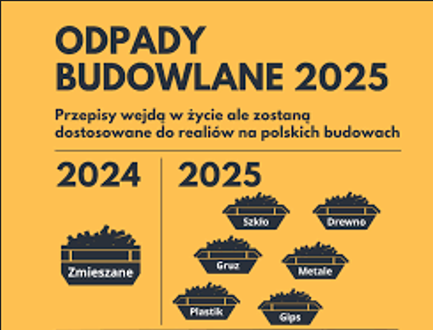 ODPADY
BUDOWLANE 2025
Przepisy wejdą w życie ale zostaną
dostosowane do realiów na polskich budowach
2024
2025
Szkło
Drewno
Zmieszane
Gruz
Metale
Plastik
Gips